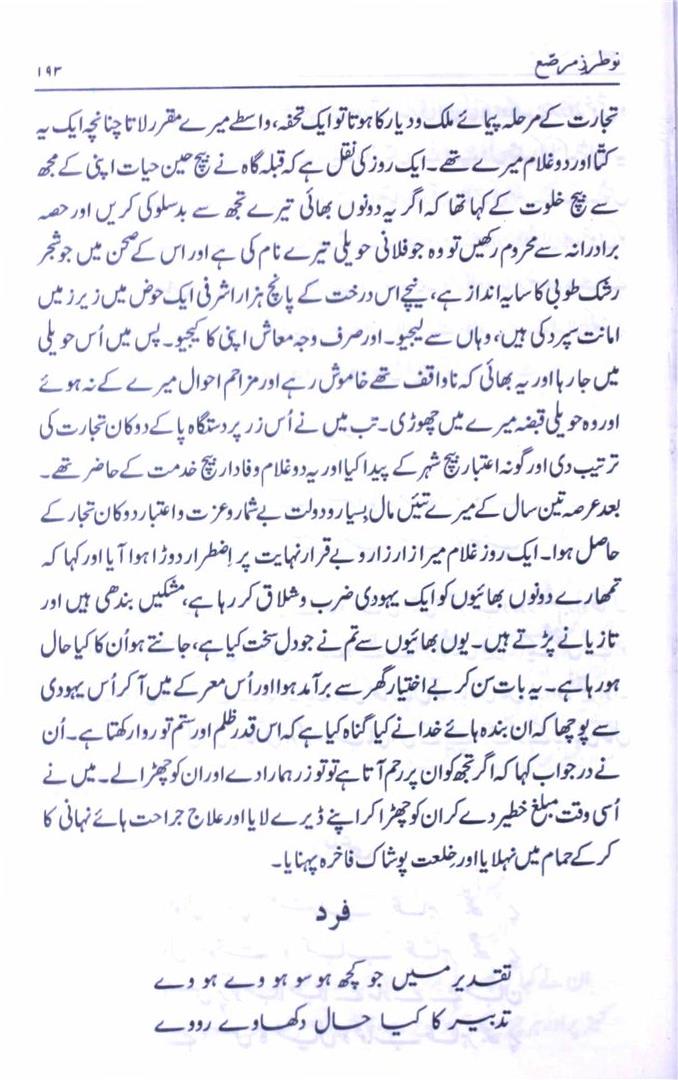 نو طرزِ مرصّع ۱۹۳
تجارت کے مرحلہ پیمائے ملک و دیار کا ہوتا تو ایک تحفہ، واسطے میرے مقرر لاتا چنانچہ ایک یہ
کتّا اور دو غلام میرے تھے۔ ایک روز کی نقل ہے کہ قبلہ گاہ نے بیچ حین حیات اپنی کے مجھ
سے بیچ خلوت کے کہا تھا کہ اگر یہ دونوں بھائی تیرے تجھ سے بدسلوکی کریں اور حصہ
برادرانہ سے محروم رکھیں تو وہ جو فلانی حویلی تیرے نام کی ہے اور اس کے صحن میں جو شجر
رشک طوبیٰ کا سایہ انداز ہے، نیچے اس درخت کے پانچ ہزار اشرفی ایک حوض میں زیر زمیں
امانت سپرد کی ہیں، وہاں سے لیجیو۔ اور صرف وجہ معاش اپنی کا کیجیو۔ پس میں اُس حویلی
میں جا رہا اور یہ بھائی کہ ناواقف تھے خاموش رہے اور مزاحم احوال میرے کے نہ ہوئے
اور وہ حویلی قبضہ میرے میں چھوڑی۔ تب میں نے اُس زر پر دستگاہ پا کے دوکان تجارت کی
ترتیب دی اور گونہ اعتبار بیچ شہر کے پیدا کیا اور یہ دو غلام وفادار بیچ خدمت کے حاضر تھے۔
بعد عرصہ تین سال کے میرے تئیں مال بسیار و دولت بے شمار و عزت و اعتبار دوکان تجار کے
حاصل ہوا۔ ایک روز غلام میرا زار زار و بے قرار نہایت پر اِضطرار دوڑا ہوا آیا اور کہا کہ
تمھارے دونوں بھائیوں کو ایک یہودی ضرب و شلاق کر رہا ہے، مشکیں بندھی ہیں اور
تازیانے پڑتے ہیں۔ یوں بھائیوں سے تم نے جو دل سخت کیا ہے، جانتے ہو اُن کا کیا حال
ہو رہا ہے۔ یہ بات سن کر بے اختیار گھر سے برآمد ہوا اور اُس معرکے میں آ کر اُس یہودی
سے پوچھا کہ ان بندہ ہائے خدا نے کیا گناہ کیا ہے کہ اس قدر ظلم اور ستم تو روا رکھتا ہے۔ اُن
نے در جواب کہا کہ اگر تجھ کو ان پر رحم آتا ہے تو تو زر ہمارا دے اور ان کو چھڑا لے۔ میں نے
اُسی وقت مبلغ خطیر دے کر ان کو چھڑا کر اپنے ڈیرے لایا اور علاج جراحت ہائے نہانی کا
کر کے حمام میں نہلایا اور خِلعت پوشاک فاخرہ پہنایا۔
فرد
تقدیر میں جو کچھ ہو سو ہووے ہووے
تدبیر کا کیا حال دکھاوے رووے